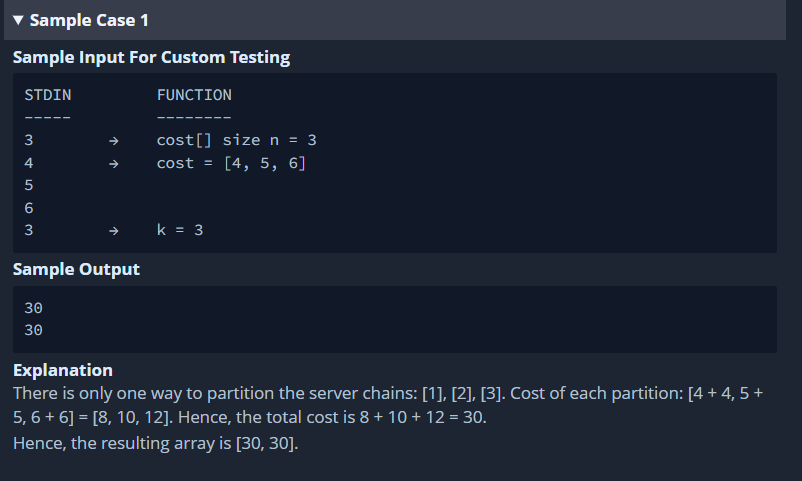 ▼ Sample Case 1
Sample Input For Custom Testing
STDIN FUNCTION
----- --------
3 → cost[] size n = 3
4 → cost = [4, 5, 6]
5
6
3 → k = 3
Sample Output
30
30
Explanation
There is only one way to partition the server chains: [1], [2], [3]. Cost of each partition: [4 + 4, 5 +
5, 6 + 6] = [8, 10, 12]. Hence, the total cost is 8 + 10 + 12 = 30.
Hence, the resulting array is [30, 30].